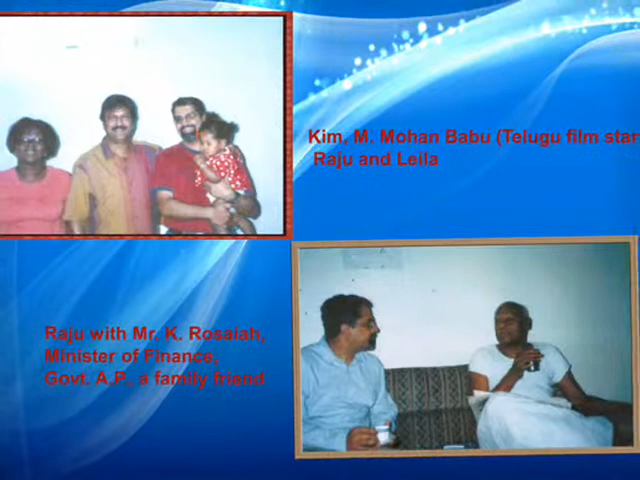 Kim, M. Mohan Babu (Telugu film star
Raju and Leila
Raju with Mr. K. Rosaiah,
Minister of Finance,
Govt. A.P., a family friend